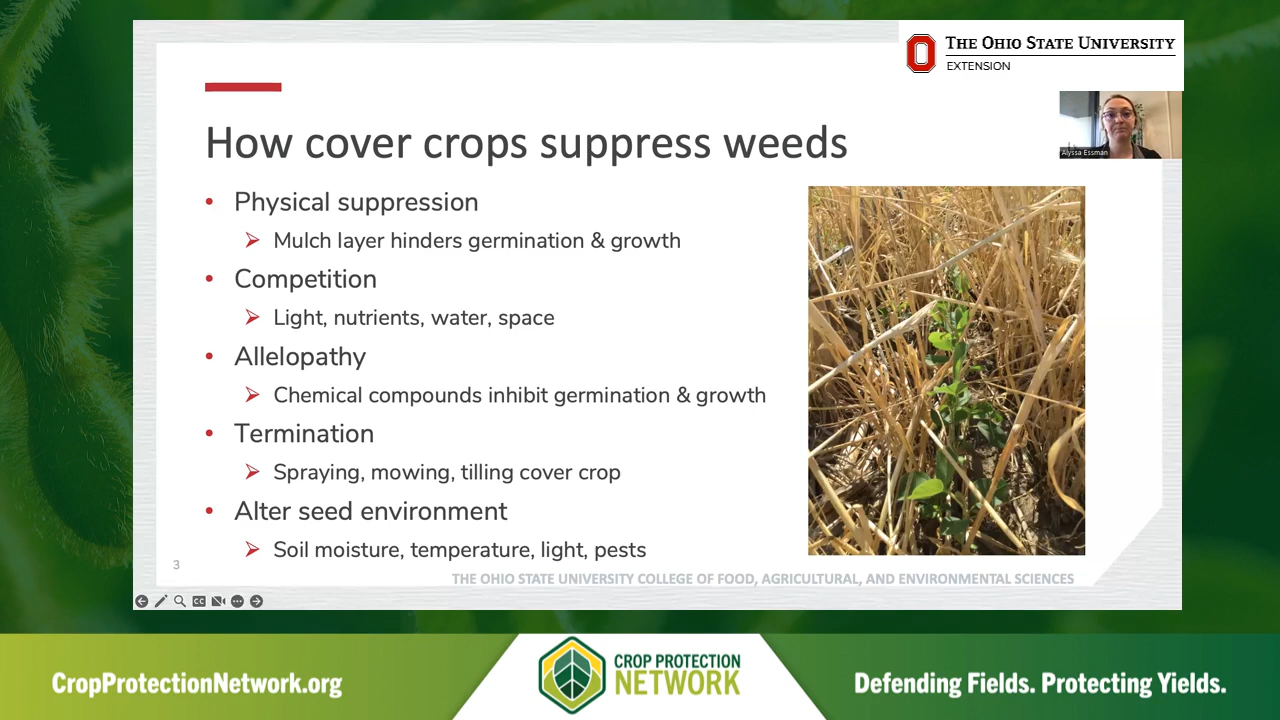 THE OHIO STATE UNIVERSITY
EXTENSION
Alyssa Essman
How cover crops suppress weeds
• Physical suppression
➢ Mulch layer hinders germination & growth
• Competition
➢ Light, nutrients, water, space
• Allelopathy
➢ Chemical compounds inhibit germination & growth
• Termination
➢ Spraying, mowing, tilling cover crop
• Alter seed environment
➢ Soil moisture, temperature, light, pests
3
THE OHIO STATE UNIVERSITY COLLEGE OF FOOD, AGRICULTURAL, AND ENVIRONMENTAL SCIENCES
CC
CropProtectionNetwork.org
CROP PROTECTION
NETWORK
Defending Fields. Protecting Yields.